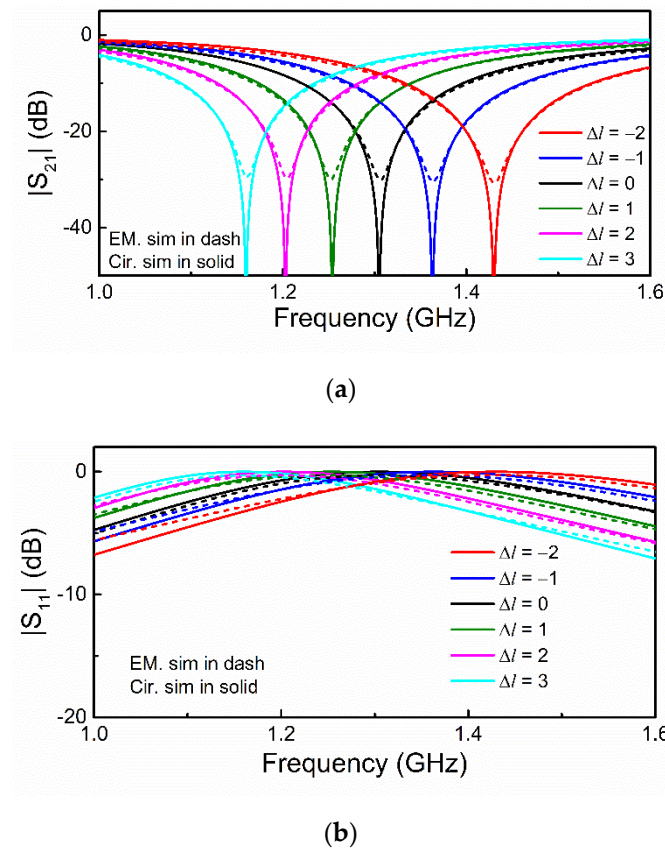 0
-20
-40
|S21| (dB)
Δl = −2
Δl = −1
Δl = 0
Δl = 1
Δl = 2
Δl = 3
EM. sim in dash
Cir. sim in solid
1.0 1.2 1.4 1.6
Frequency (GHz)
(a)
0
-10
-20
|S11| (dB)
Δl = −2
Δl = −1
Δl = 0
Λl = 1
Δl = 2
Δl = 3
EM. sim in dash
Cir. sim in solid
1.0 1.2 1.4 1.6
Frequency (GHz)
(b)